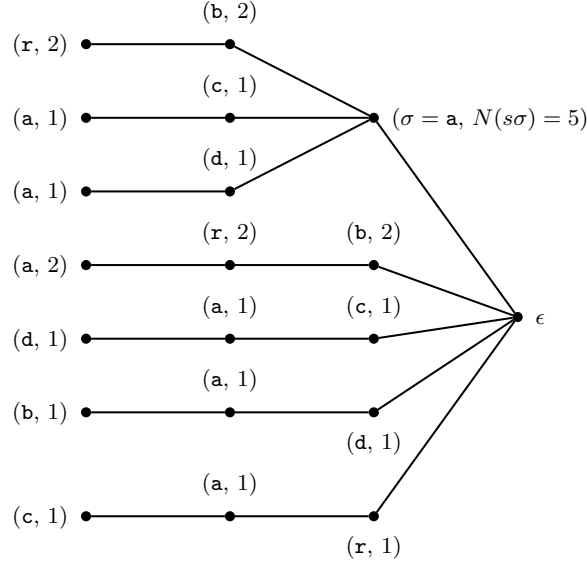 (b, 2)
(r, 2)
(c, 1)
(a, 1)
(σ = a, N(sσ) = 5)
(d, 1)
(a, 1)
(r, 2)
(b, 2)
(a, 2)
(a, 1)
(c, 1)
ϵ
(d, 1)
(a, 1)
(b, 1)
(d, 1)
(a, 1)
(c, 1)
(r, 1)